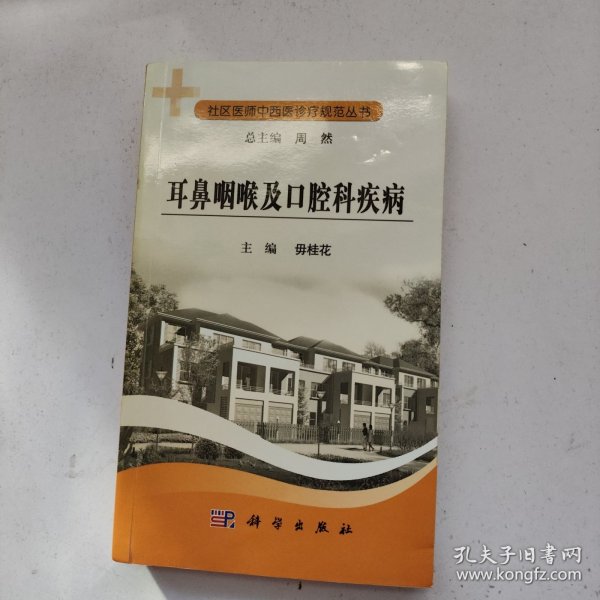 社区医师中西医诊疗规范丛书
总主编 周然
耳鼻咽喉及口腔科疾病
主编 毋桂花
科学出版社
孔夫子旧书网
www.kongfz.com